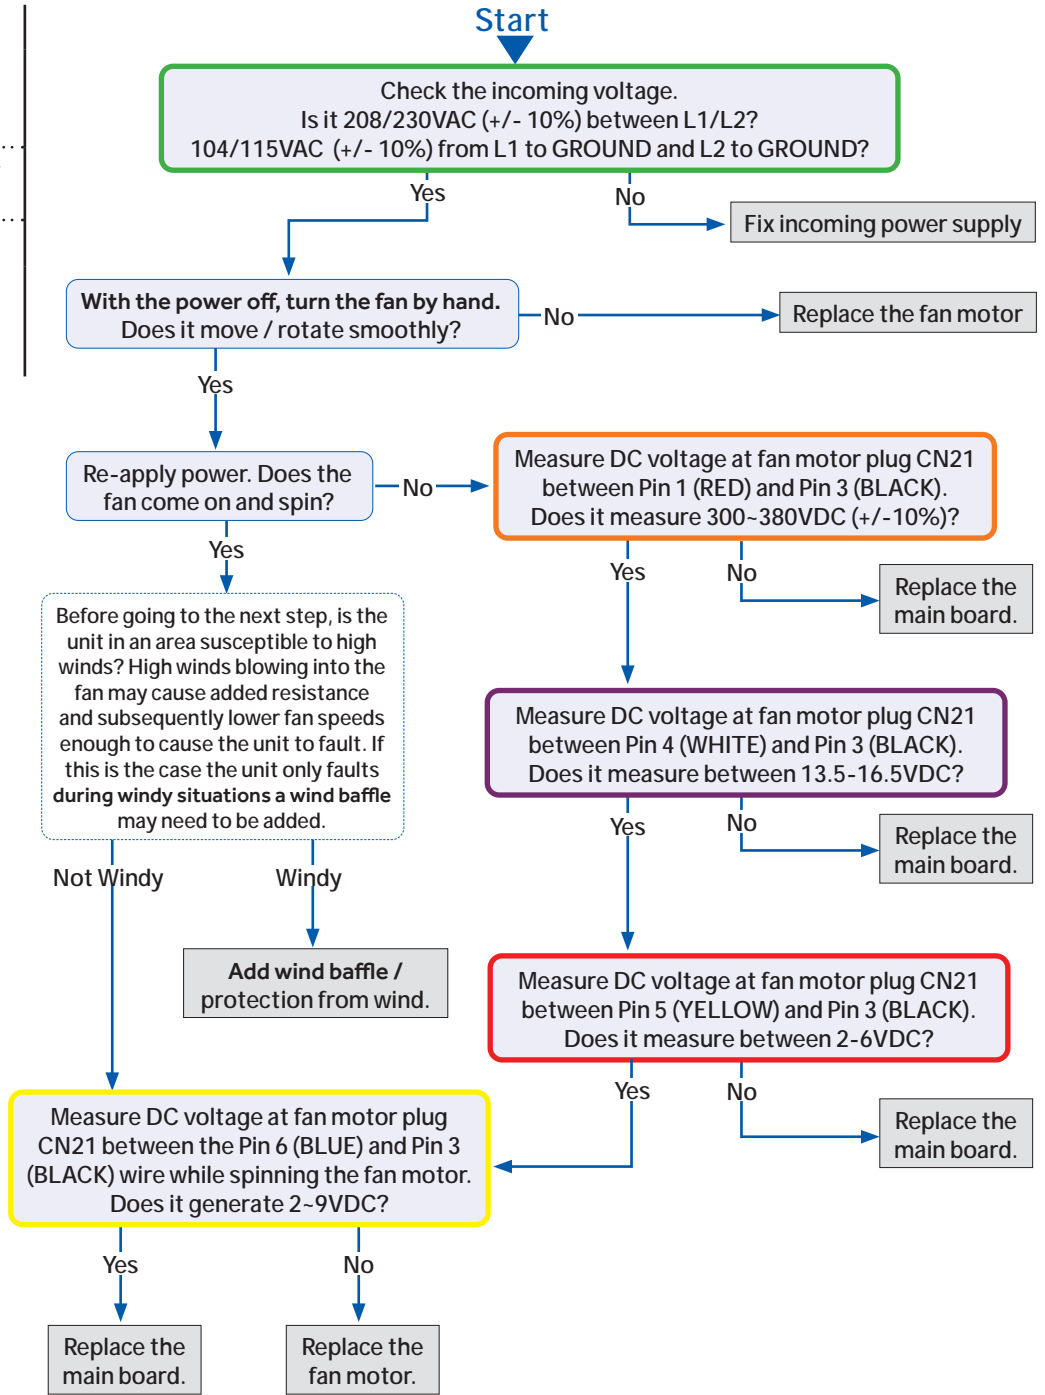 Start
Check the incoming voltage.
Is it 208/230VAC (+/- 10%) between L1/L2?
104/115VAC (+/- 10%) from L1 to GROUND and L2 to GROUND?
Yes
No
Fix incoming power supply
With the power off, turn the fan by hand.
Does it move / rotate smoothly?
No
Replace the fan motor
Yes
Re-apply power. Does the
fan come on and spin?
No
Measure DC voltage at fan motor plug CN21
between Pin 1 (RED) and Pin 3 (BLACK).
Does it measure 300~380VDC (+/-10%)?
Yes
Yes
No
Replace the
main board.
Before going to the next step, is the
unit in an area susceptible to high
winds? High winds blowing into the
fan may cause added resistance
and subsequently lower fan speeds
enough to cause the unit to fault. If
this is the case the unit only faults
during windy situations a wind baffle
may need to be added.
Measure DC voltage at fan motor plug CN21
between Pin 4 (WHITE) and Pin 3 (BLACK).
Does it measure between 13.5-16.5VDC?
Yes
No
Replace the
main board.
Not Windy
Windy
Add wind baffle /
protection from wind.
Measure DC voltage at fan motor plug CN21
between Pin 5 (YELLOW) and Pin 3 (BLACK).
Does it measure between 2-6VDC?
Yes
No
Replace the
main board.
Measure DC voltage at fan motor plug
CN21 between the Pin 6 (BLUE) and Pin 3
(BLACK) wire while spinning the fan motor.
Does it generate 2~9VDC?
Yes
No
Replace the
main board.
Replace the
fan motor.